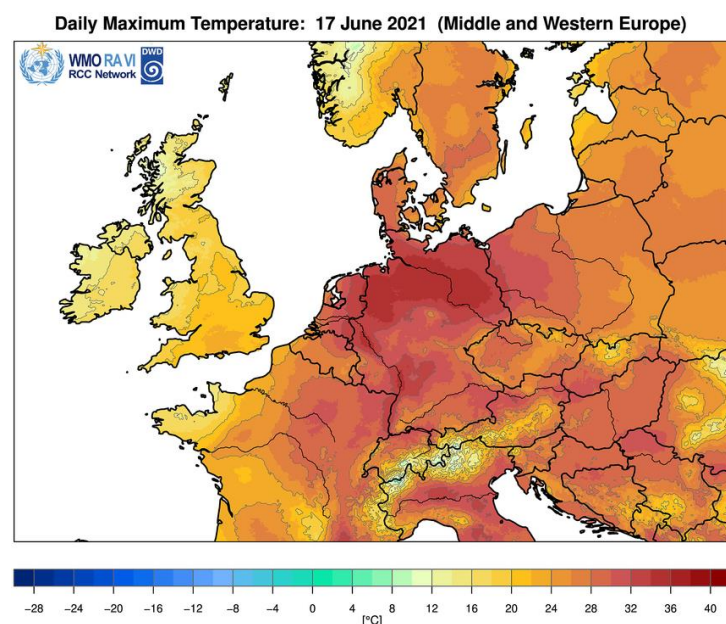 Daily Maximum Temperature: 17 June 2021 (Middle and Western Europe)
WMO RA VI
RCC Network
DWD
−28 −24 −20 −16 −12 −8 −4 0 4 8 12 16 20 24 28 32 36 40
[°C]